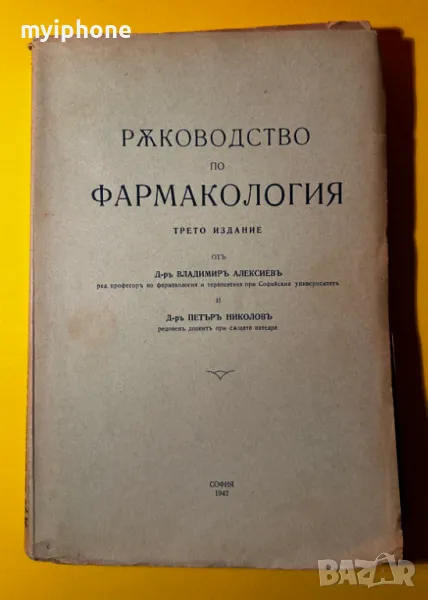 myiphone
РѪКОВОДСТВО
ПО
ФАРМАКОЛОГИЯ
ТРЕТО ИЗДАНИЕ
ОТЪ
Д-ръ ВЛАДИМИРЪ АЛЕКСИЕВЪ
ред. професоръ по фармакология и терапевтика при Софийския университетъ
И
Д-ръ ПЕТЪРЪ НИКОЛОВЪ
редовенъ доцентъ при сѫщата катедра
СОФИЯ
1942
BAZAR